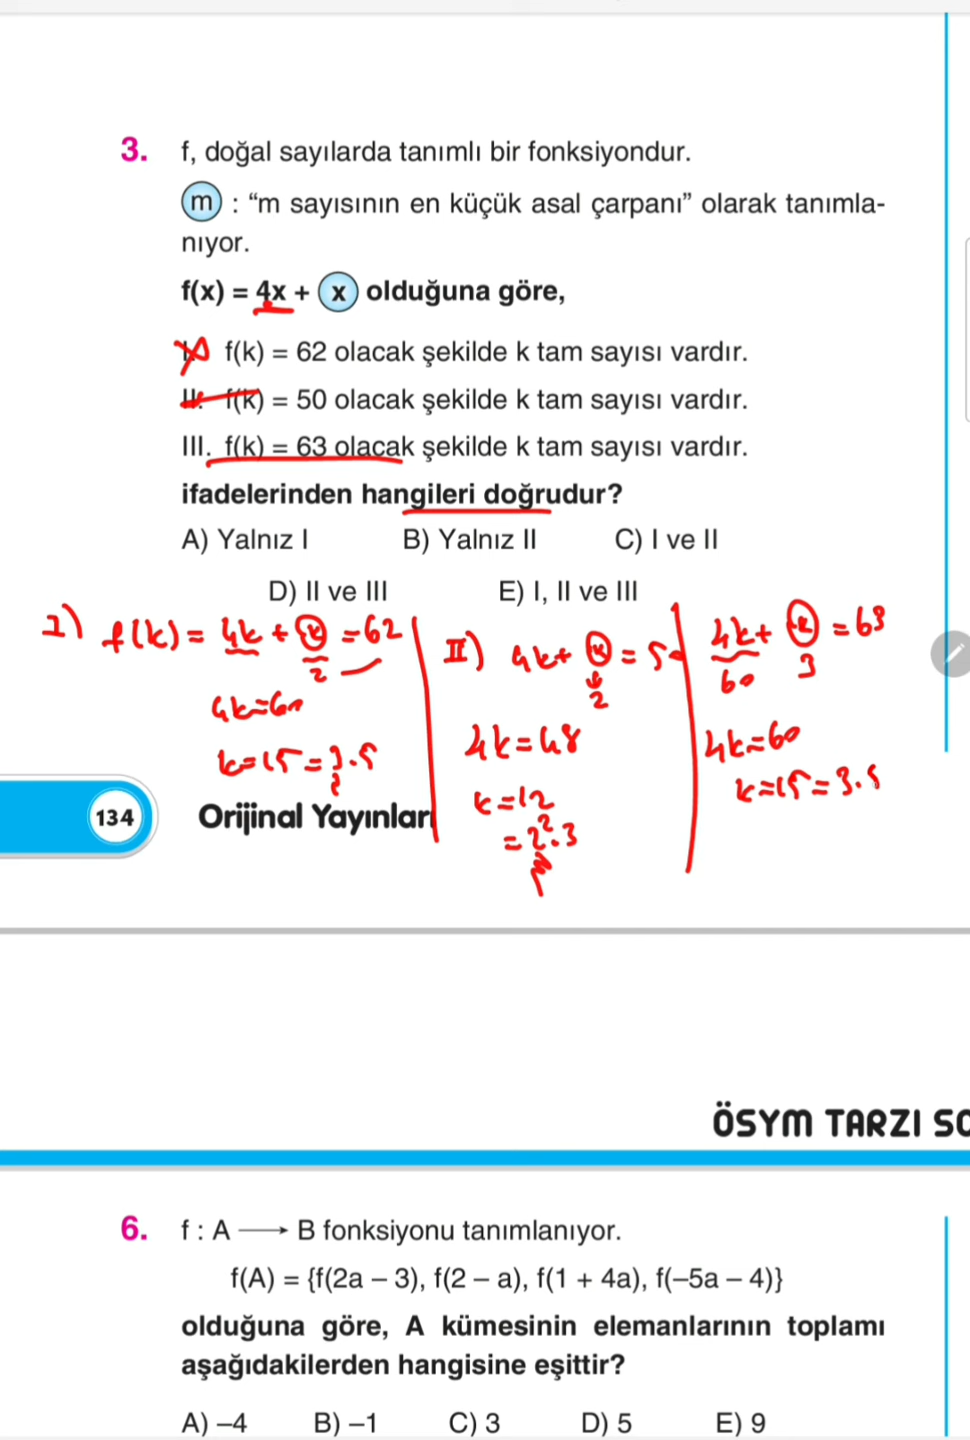 3. f, doğal sayılarda tanımlı bir fonksiyondur.
m : “m sayısının en küçük asal çarpanı” olarak tanımla-
nıyor.
f(x) = 4x + x olduğuna göre,
f(k) = 62 olacak şekilde k tam sayısı vardır.
II. f(k) = 50 olacak şekilde k tam sayısı vardır.
III. f(k) = 63 olacak şekilde k tam sayısı vardır.
ifadelerinden hangileri doğrudur?
A) Yalnız I B) Yalnız II C) I ve II
D) II ve III E) I, II ve III
I) f(k) = 4k + k = 62
2
4k=60
k=15=3.5
II) 4k+ k = 50
2
4k=48
k=12
=2².3
4k+ k = 63
60 3
4k=60
k=15=3.5
134 Orijinal Yayınları
ÖSYM TARZI SO
6. f : A → B fonksiyonu tanımlanıyor.
f(A) = {f(2a – 3), f(2 – a), f(1 + 4a), f(–5a – 4)}
olduğuna göre, A kümesinin elemanlarının toplamı
aşağıdakilerden hangisine eşittir?
A) –4 B) –1 C) 3 D) 5 E) 9